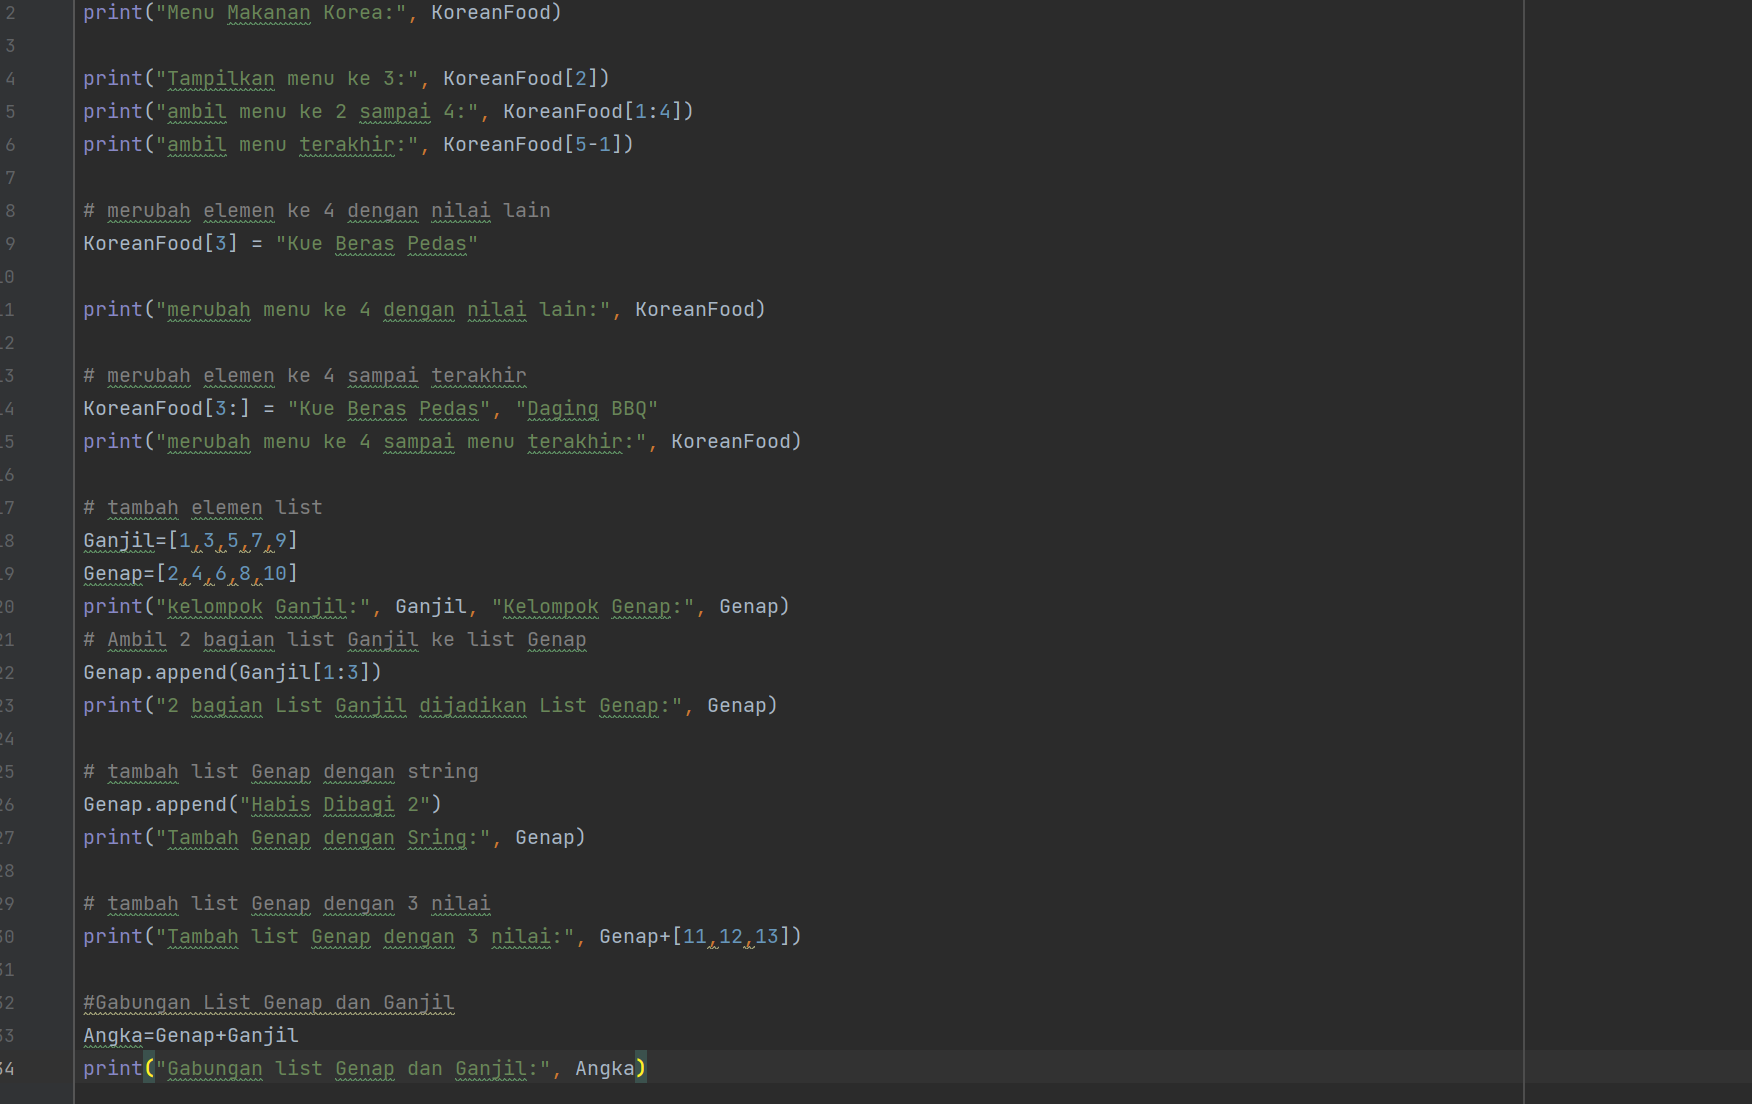 2 print("Menu Makanan Korea:", KoreanFood)
3
4 print("Tampilkan menu ke 3:", KoreanFood[2])
5 print("ambil menu ke 2 sampai 4:", KoreanFood[1:4])
6 print("ambil menu terakhir:", KoreanFood[5-1])
7
8 # merubah elemen ke 4 dengan nilai lain
9 KoreanFood[3] = "Kue Beras Pedas"
10
11 print("merubah menu ke 4 dengan nilai lain:", KoreanFood)
12
13 # merubah elemen ke 4 sampai terakhir
14 KoreanFood[3:] = "Kue Beras Pedas", "Daging BBQ"
15 print("merubah menu ke 4 sampai menu terakhir:", KoreanFood)
16
17 # tambah elemen list
18 Ganjil=[1,3,5,7,9]
19 Genap=[2,4,6,8,10]
20 print("kelompok Ganjil:", Ganjil, "Kelompok Genap:", Genap)
21 # Ambil 2 bagian list Ganjil ke list Genap
22 Genap.append(Ganjil[1:3])
23 print("2 bagian List Ganjil dijadikan List Genap:", Genap)
24
25 # tambah list Genap dengan string
26 Genap.append("Habis Dibagi 2")
27 print("Tambah Genap dengan Sring:", Genap)
28
29 # tambah list Genap dengan 3 nilai
30 print("Tambah list Genap dengan 3 nilai:", Genap+[11,12,13])
31
32 #Gabungan List Genap dan Ganjil
33 Angka=Genap+Ganjil
34 print("Gabungan list Genap dan Ganjil:", Angka)